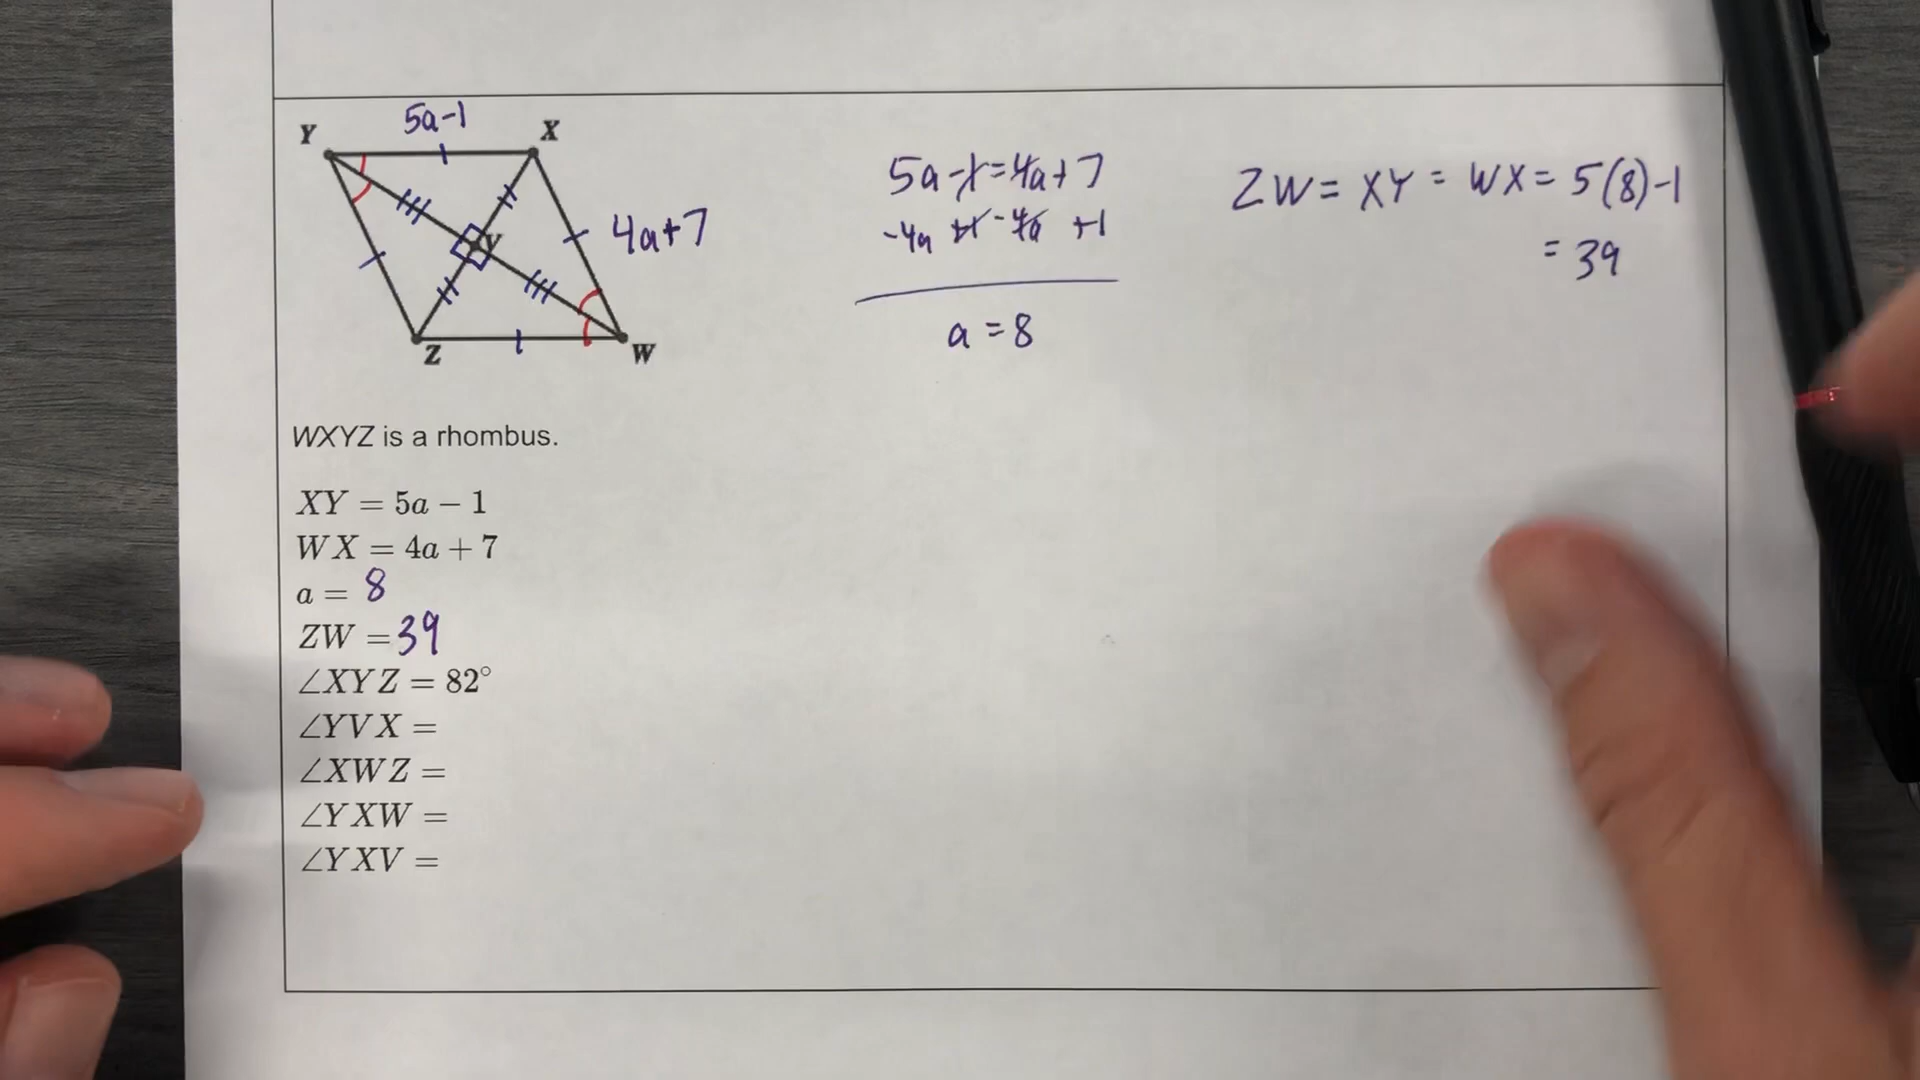 5a-1
Y
X
4a+7
V
Z
W
5a-1=4a+7
-4a +1 -4a +1
a = 8
ZW = XY = WX = 5(8)-1
= 39
WXYZ is a rhombus.
XY = 5a − 1
WX = 4a + 7
a = 8
ZW = 39
∠XYZ = 82°
∠YVX =
∠XWZ =
∠YXW =
∠YXV =